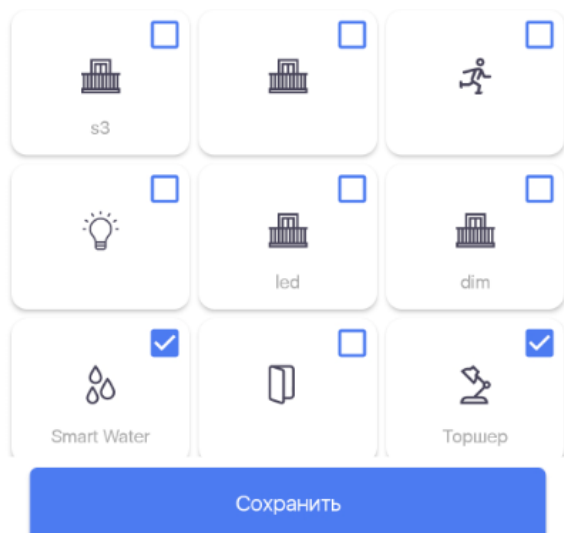 s3
led
dim
Smart Water
Торшер
Сохранить